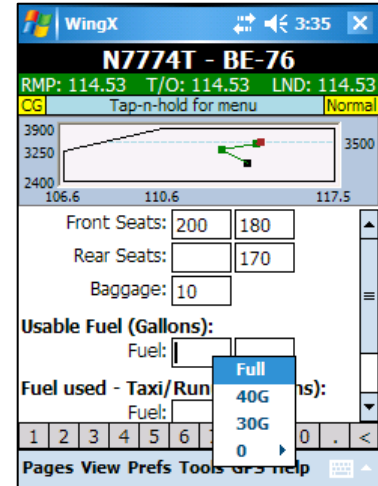 WingX 3:35
N7774T - BE-76
RMP: 114.53 T/O: 114.53 LND: 114.53
CG Tap-n-hold for menu Normal
3900
3500
3250
2400
106.6 110.6 117.5
Front Seats: 200 180
Rear Seats: 170
Baggage: 10
Usable Fuel (Gallons):
Fuel:
Full
40G
Fuel used - Taxi/Run s):
30G
Fuel:
0
1 2 3 4 5 6 0 . <
Pages View Prefs Tools GPS Help